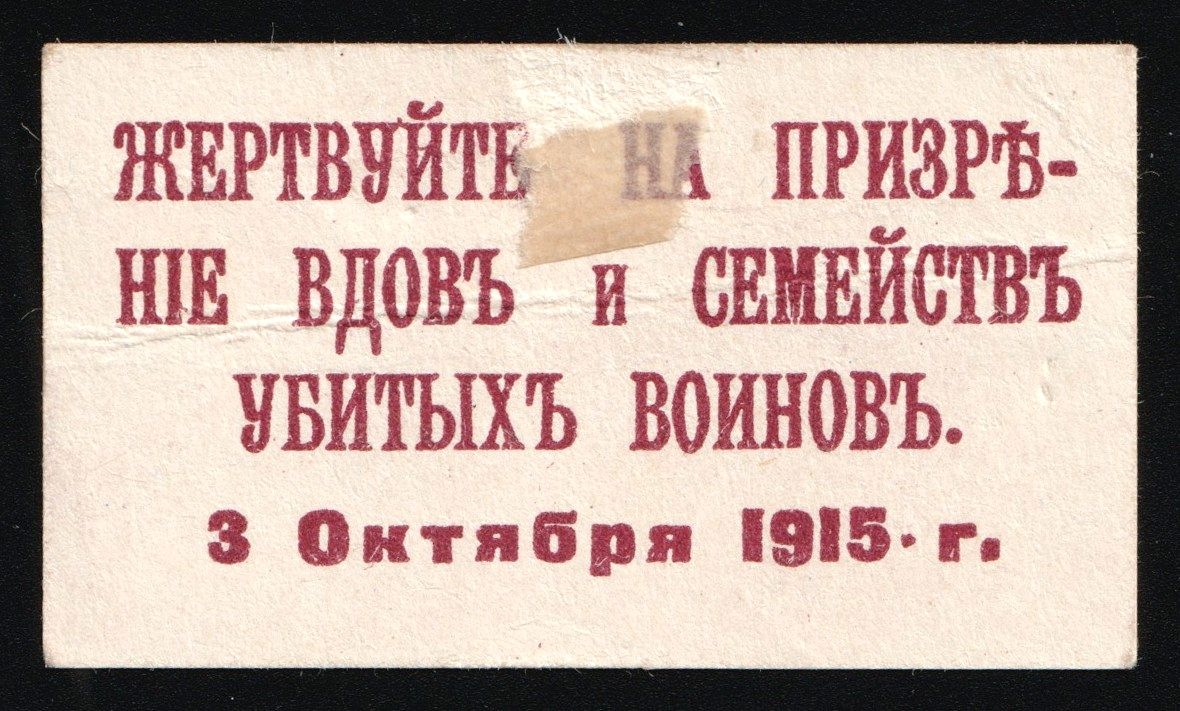 ЖЕРТВУЙТЕ НА ПРИЗРѢ-
НІЕ ВДОВЪ и СЕМЕЙСТВЪ
УБИТЫХЪ ВОИНОВЪ.
3 Октября 1915. г.